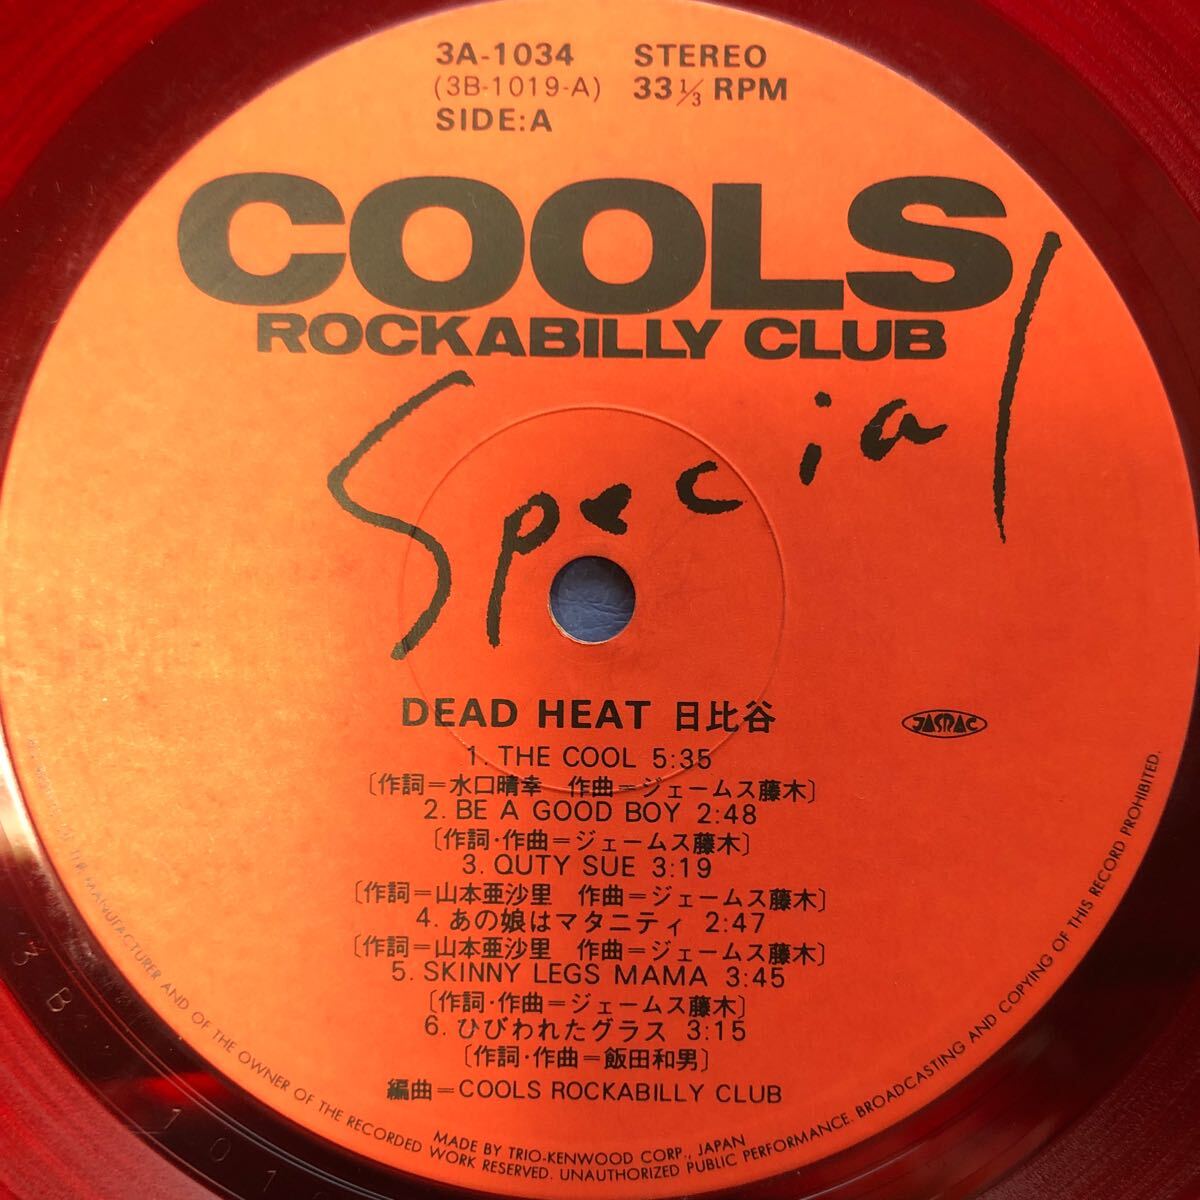 3A-1034 STEREO
(3B-1019-A) 33 1/3 RPM
SIDE:A
COOLS
ROCKABILLY CLUB
Special
DEAD HEAT 日比谷
JASRAC
1. THE COOL 5:35
〔作詞=水口晴幸 作曲=ジェームス藤木〕
2. BE A GOOD BOY 2:48
〔作詞・作曲=ジェームス藤木〕
3. QUTY SUE 3:19
〔作詞=山本亜沙里 作曲=ジェームス藤木〕
4. あの娘はマタニティ 2:47
〔作詞=山本亜沙里 作曲=ジェームス藤木〕
5. SKINNY LEGS MAMA 3:45
〔作詞・作曲=ジェームス藤木〕
6. ひびわれたグラス 3:15
〔作詞・作曲=飯田和男〕
編曲=COOLS ROCKABILLY CLUB
MADE BY TRIO-KENWOOD CORP., JAPAN
THE MANUFACTURER AND OF THE OWNER OF THE RECORDED WORK RESERVED. UNAUTHORIZED PUBLIC PERFORMANCE. BROADCASTING AND COPYING OF THIS RECORD PROHIBITED.
3 B 101